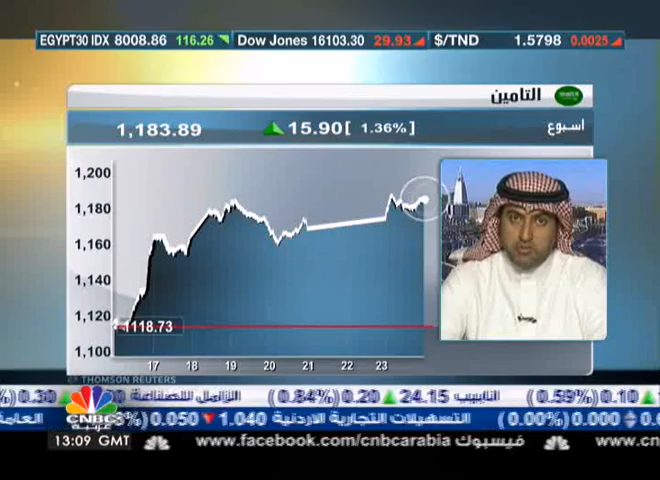 EGYPT30 IDX 8008.86 116.26 Dow Jones 16103.30 29.93 $/TND 1.5798 0.0025
التامين
1,183.89 15.90[ 1.36%] اسبوع
1,200
1,180
1,160
1,140
1,120
1118.73
1,100
17 18 19 20 21 22 23
THOMSON REUTERS
0.10 (0.59%) الانابيب 24.15 0.20 (0.84%) الزامل للصناعة 0.30
0.000 (0.00%) التسهيلات التجارية الاردنية 1.040 0.050
CNBC
عربية
13:09 GMT www.facebook.com/cnbcarabia فيسبوك